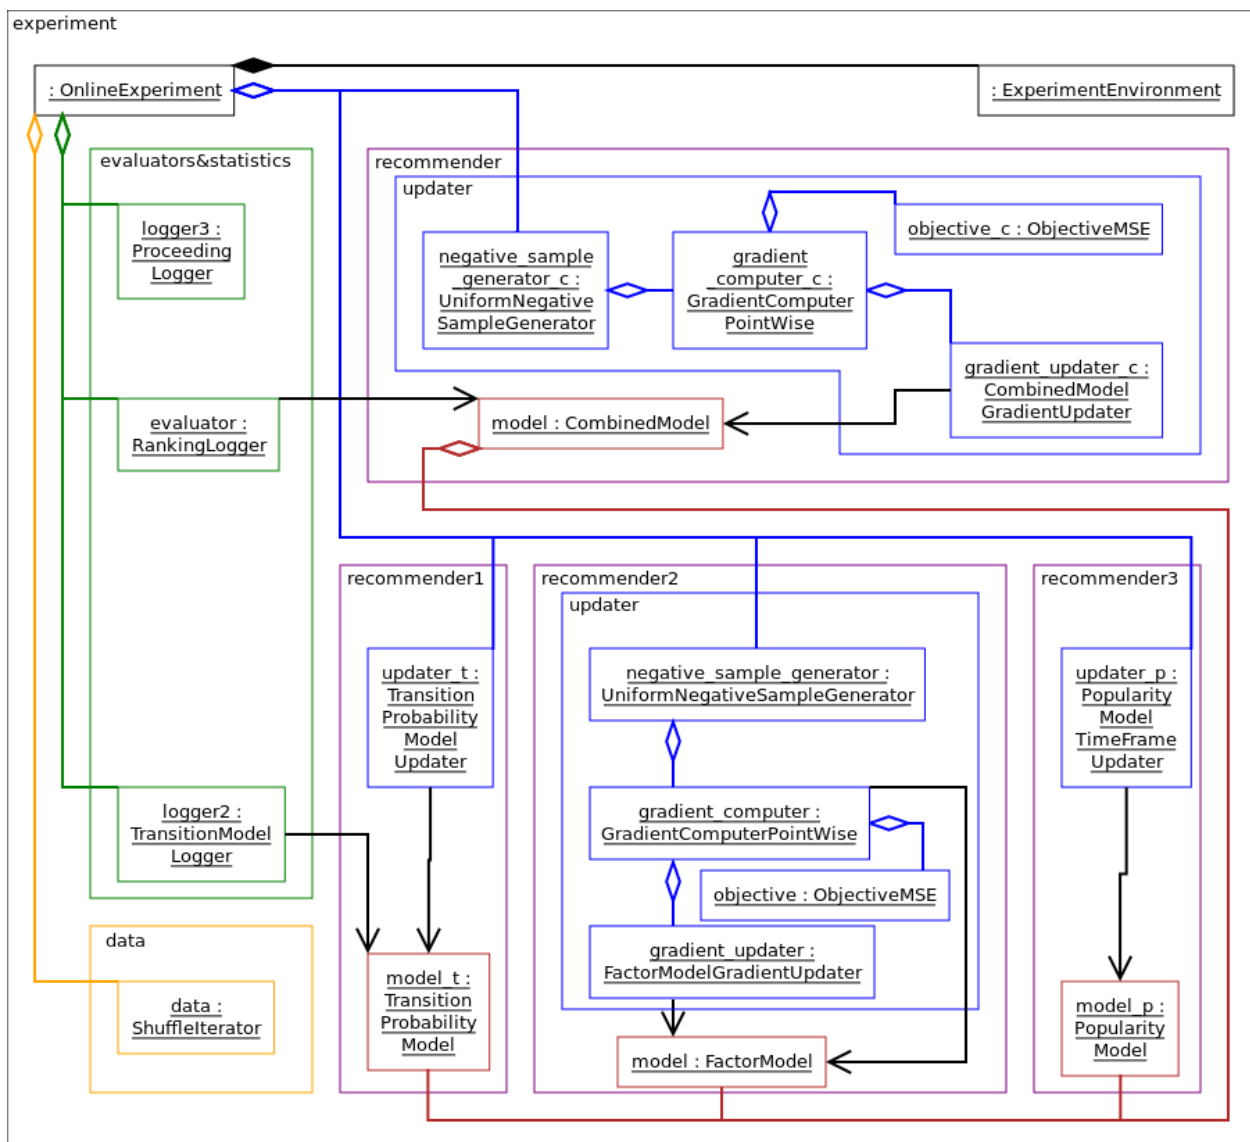 experiment
: OnlineExperiment
: ExperimentEnvironment
evaluators&statistics
logger3 :
Proceeding
Logger
evaluator :
RankingLogger
logger2 :
TransitionModel
Logger
data
data :
ShuffleIterator
recommender
updater
negative_sample
_generator_c :
UniformNegative
SampleGenerator
gradient
_computer_c :
GradientComputer
PointWise
objective_c : ObjectiveMSE
gradient_updater_c :
CombinedModel
GradientUpdater
model : CombinedModel
recommender1
updater_t :
Transition
Probability
Model
Updater
model_t :
Transition
Probability
Model
recommender2
updater
negative_sample_generator :
UniformNegativeSampleGenerator
gradient_computer :
GradientComputerPointWise
objective : ObjectiveMSE
gradient_updater :
FactorModelGradientUpdater
model : FactorModel
recommender3
updater_p :
Popularity
Model
TimeFrame
Updater
model_p :
Popularity
Model